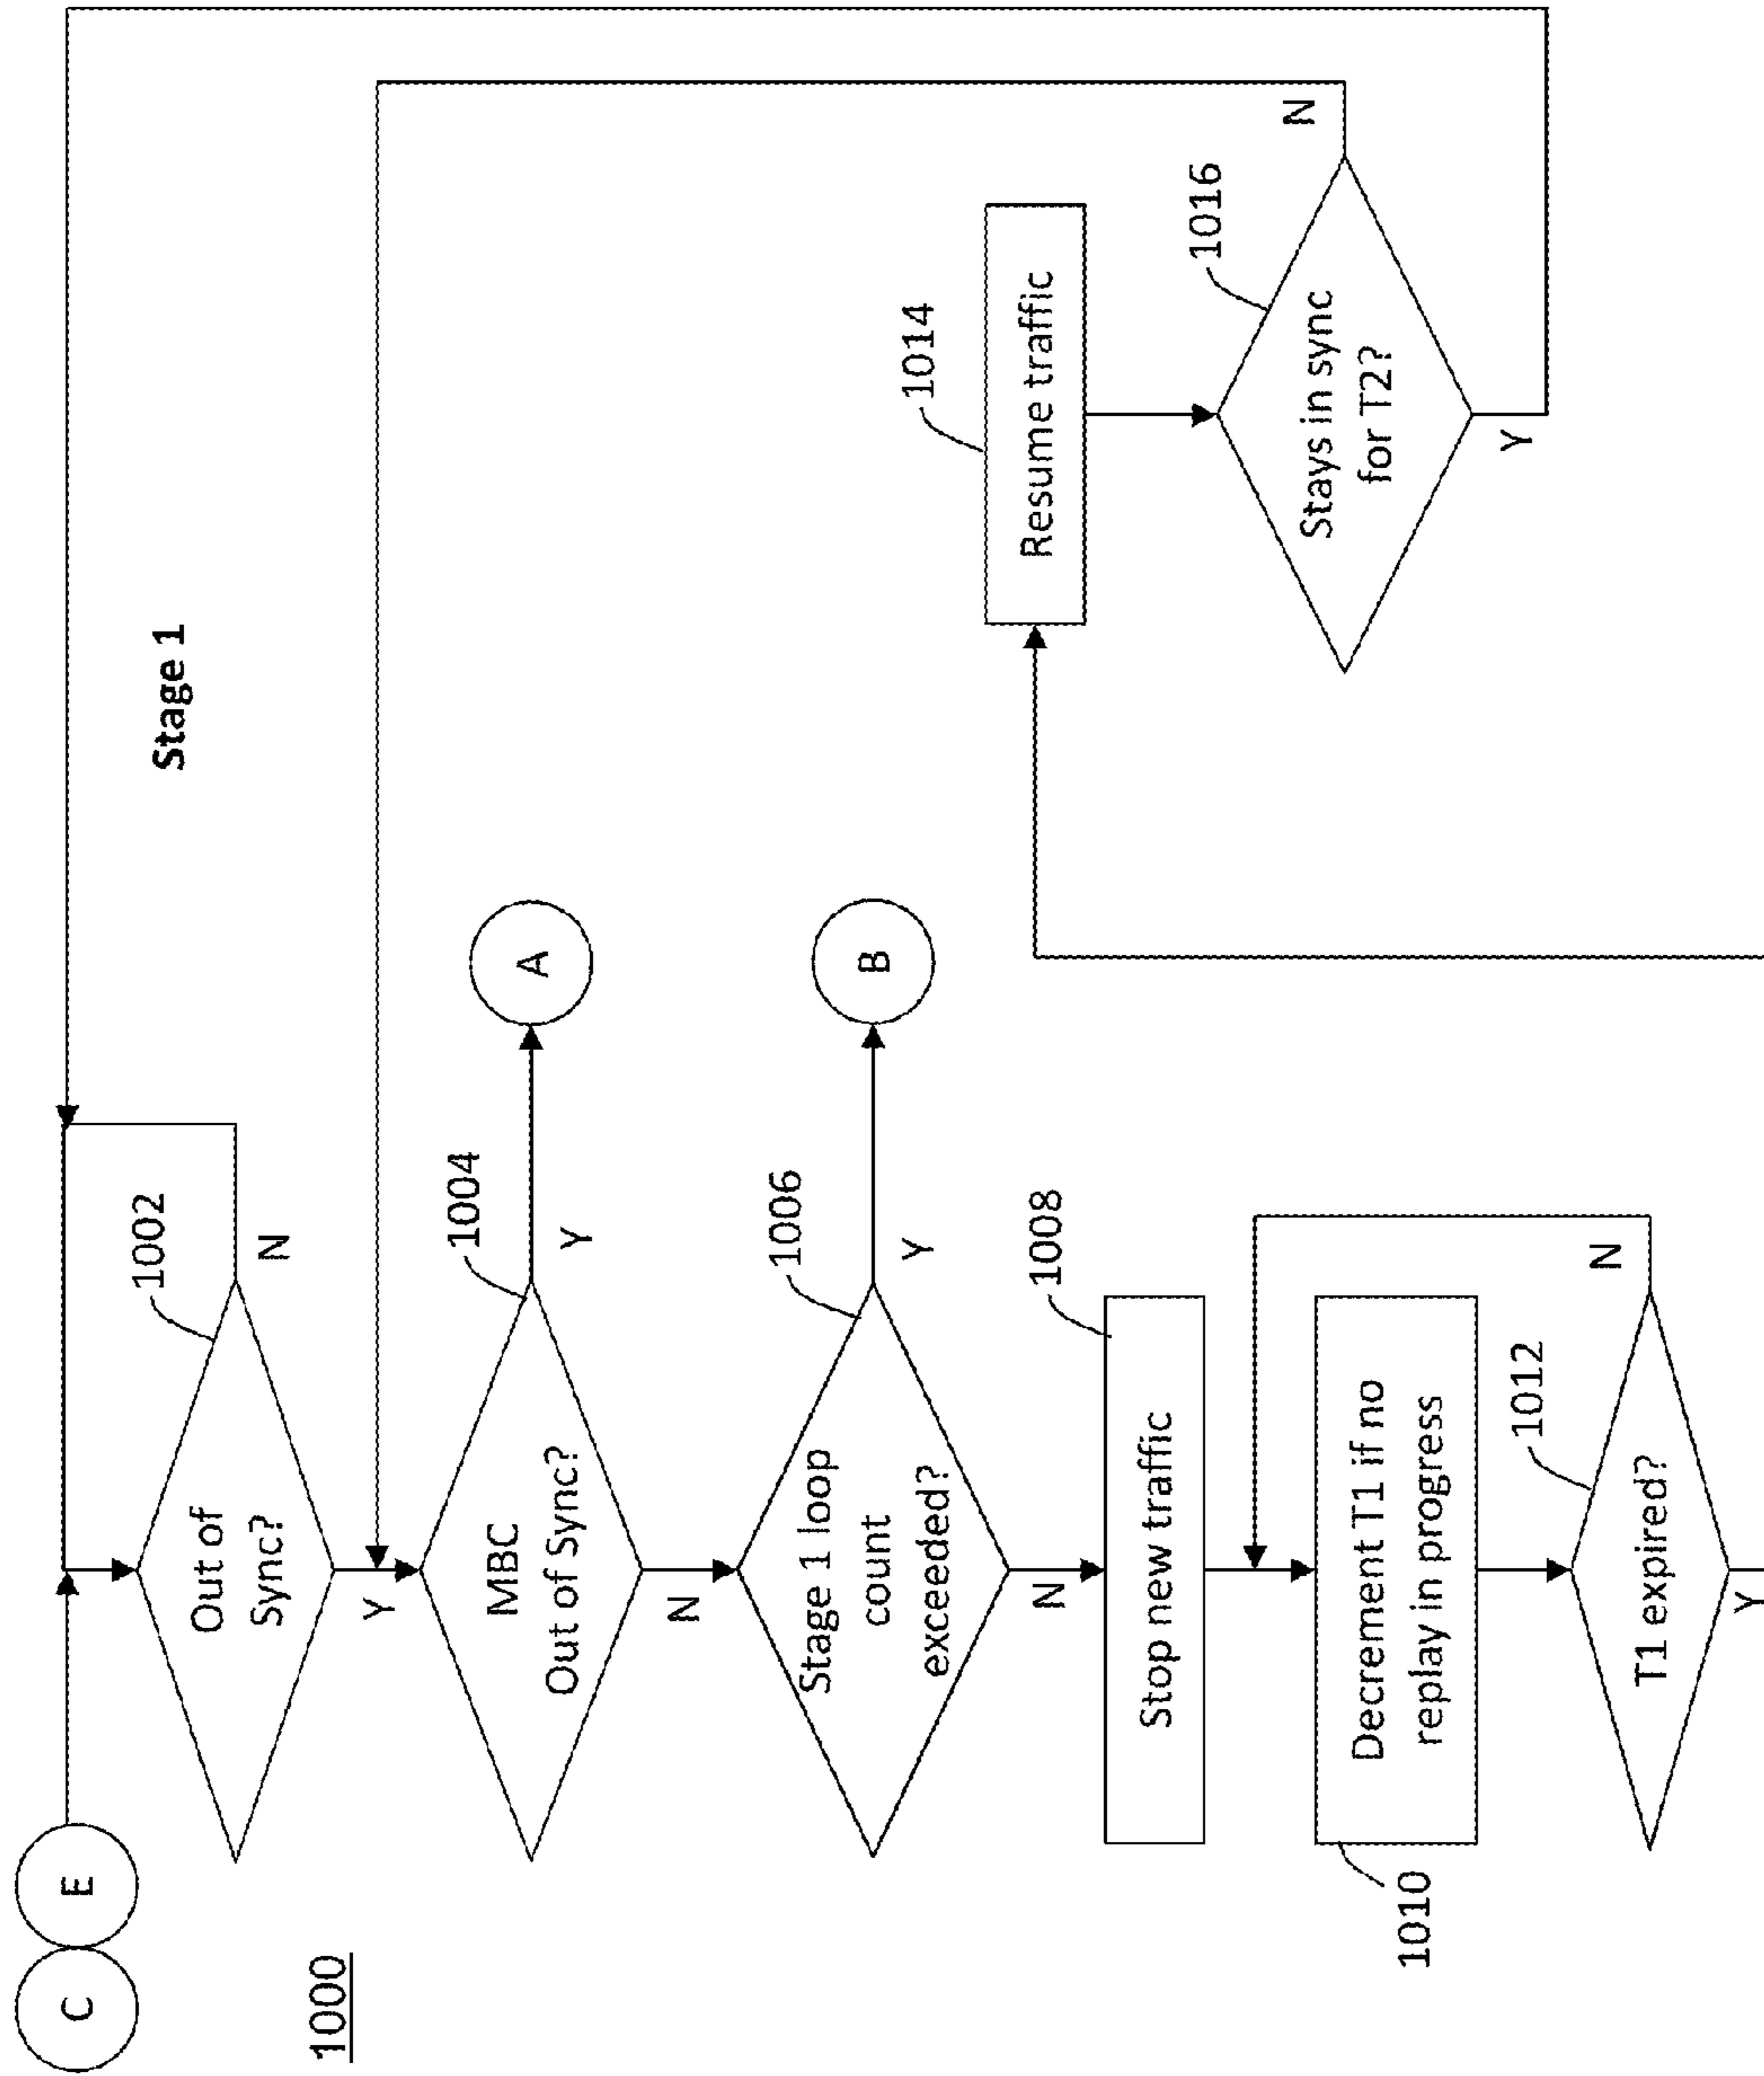 C
E
1000
Stage 1
1002
Out of
Sync?
N
Y
1004
MBC
Out of Sync?
Y
A
N
1006
Stage 1 loop
count
exceeded?
Y
B
N
1008
Stop new traffic
1010
Decrement T1 if no
replay in progress
1012
T1 expired?
N
Y
1014
Resume traffic
1016
Stays in sync
for T2?
N
Y